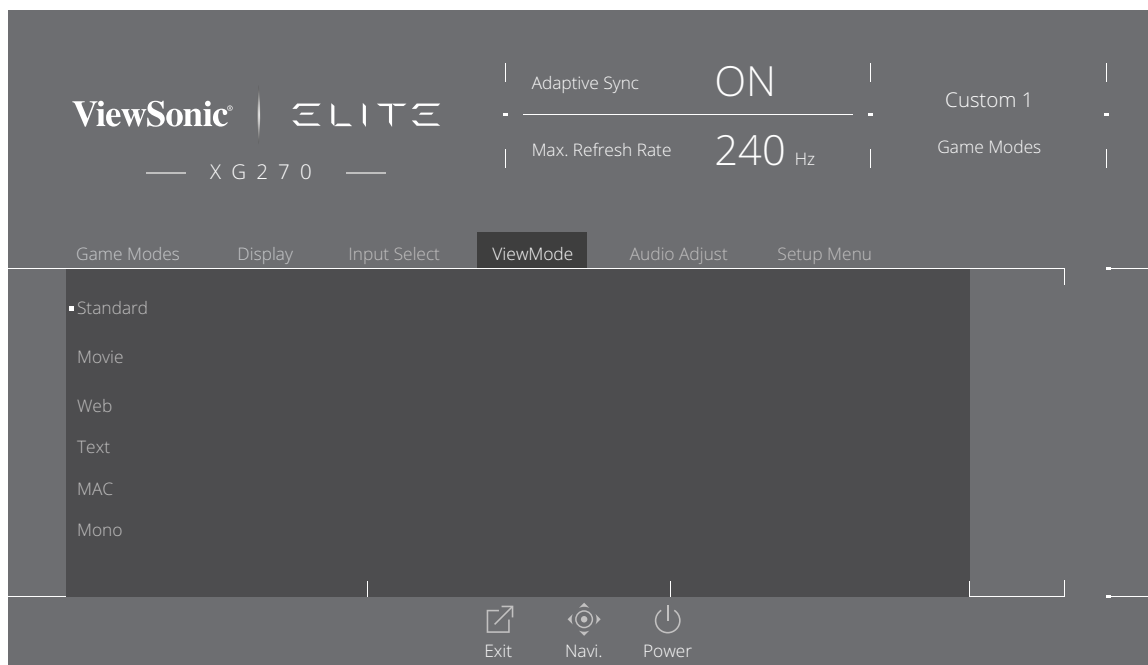 ViewSonic® ELITE
XG270
Adaptive Sync ON
Max. Refresh Rate 240 Hz
Custom 1
Game Modes
Game Modes Display Input Select ViewMode Audio Adjust Setup Menu
Standard
Movie
Web
Text
MAC
Mono
Exit Navi. Power